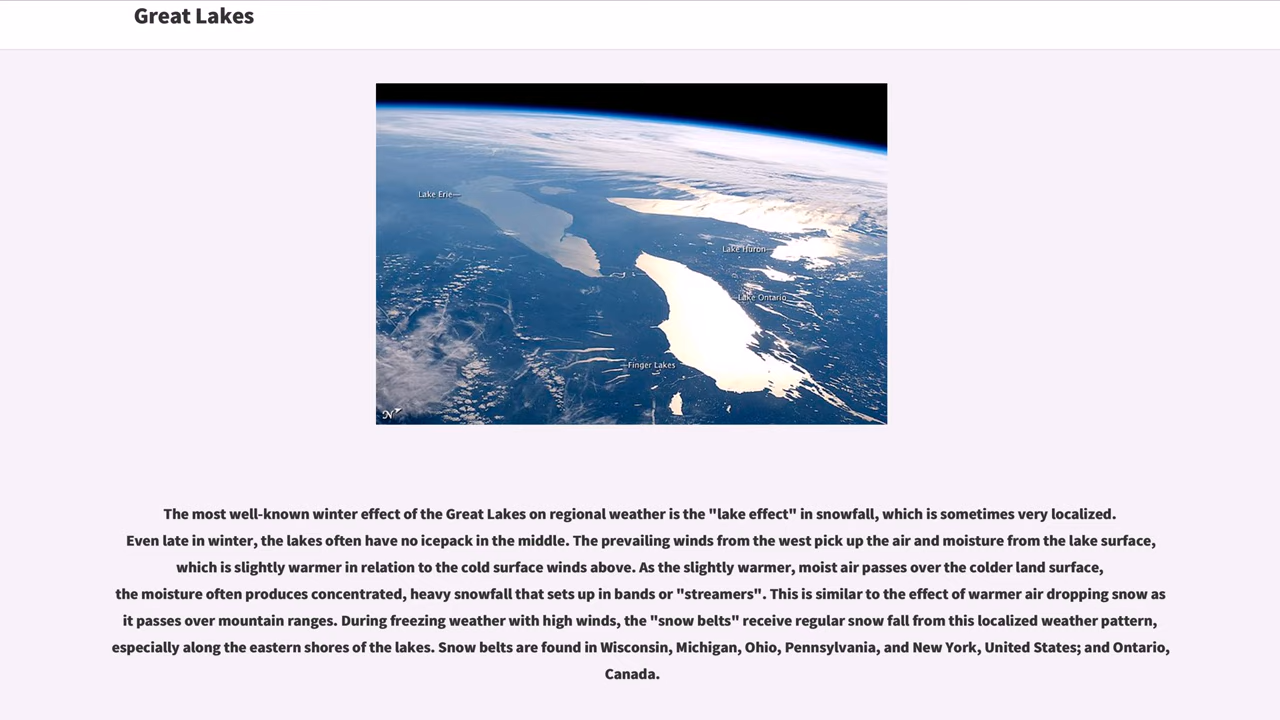 Great Lakes
Lake Erie
Lake Huron
Lake Ontario
Finger Lakes
N
The most well-known winter effect of the Great Lakes on regional weather is the "lake effect" in snowfall, which is sometimes very localized.
Even late in winter, the lakes often have no icepack in the middle. The prevailing winds from the west pick up the air and moisture from the lake surface,
which is slightly warmer in relation to the cold surface winds above. As the slightly warmer, moist air passes over the colder land surface,
the moisture often produces concentrated, heavy snowfall that sets up in bands or "streamers". This is similar to the effect of warmer air dropping snow as
it passes over mountain ranges. During freezing weather with high winds, the "snow belts" receive regular snow fall from this localized weather pattern,
especially along the eastern shores of the lakes. Snow belts are found in Wisconsin, Michigan, Ohio, Pennsylvania, and New York, United States; and Ontario,
Canada.